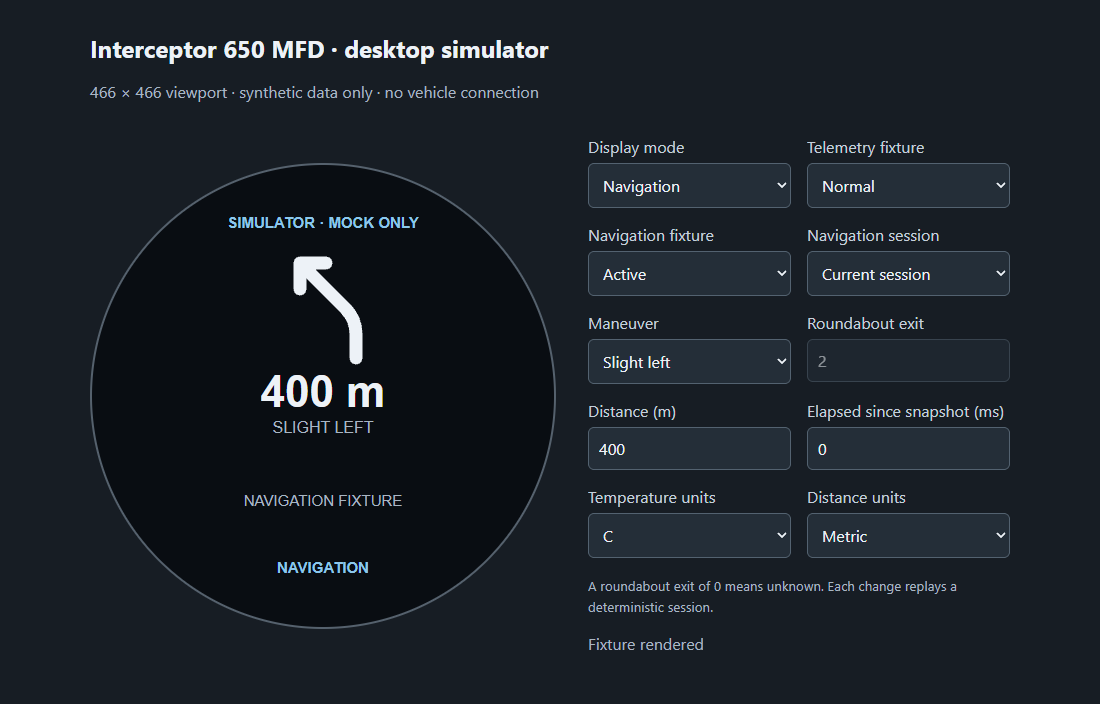 Interceptor 650 MFD · desktop simulator
466 × 466 viewport · synthetic data only · no vehicle connection
SIMULATOR · MOCK ONLY
400 m
SLIGHT LEFT
NAVIGATION FIXTURE
NAVIGATION
Display mode
Navigation
Telemetry fixture
Normal
Navigation fixture
Active
Navigation session
Current session
Maneuver
Slight left
Roundabout exit
2
Distance (m)
400
Elapsed since snapshot (ms)
0
Temperature units
C
Distance units
Metric
A roundabout exit of 0 means unknown. Each change replays a
deterministic session.
Fixture rendered